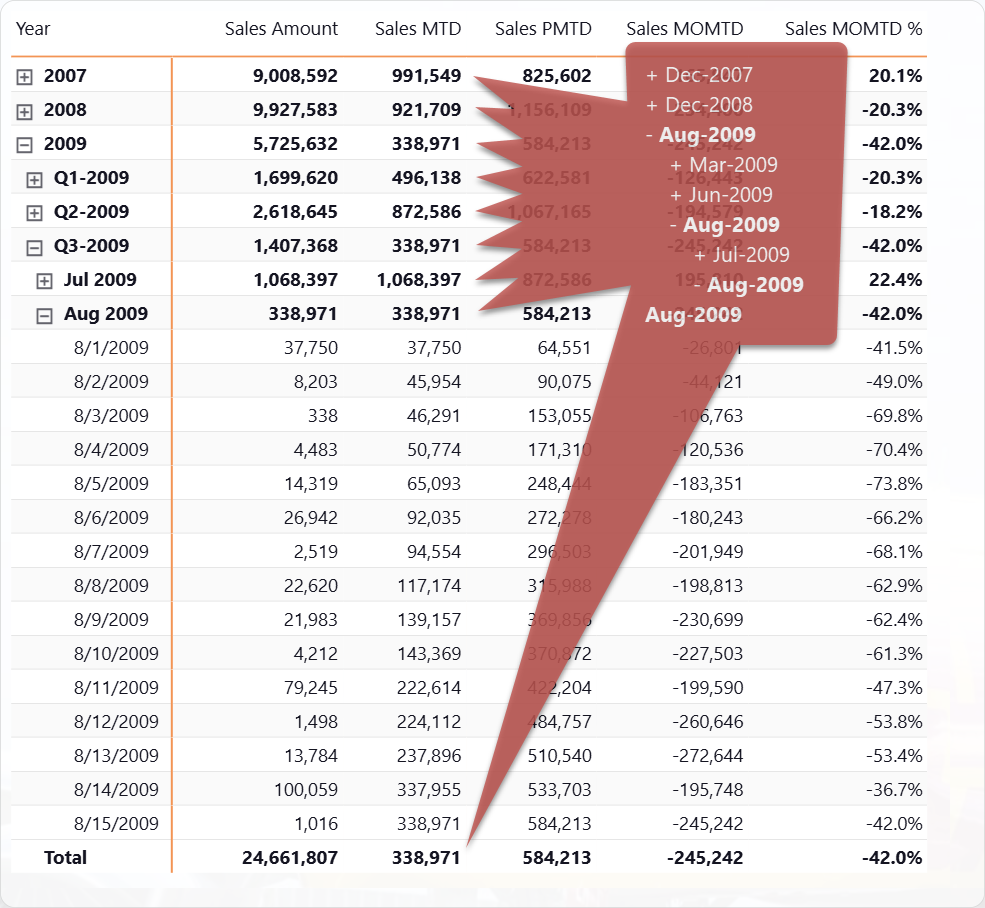 Year Sales Amount Sales MTD Sales PMTD Sales MOMTD Sales MOMTD %
2007 9,008,592 991,549 825,602 20.1%
2008 9,927,583 921,709 1,156,109 -20.3%
2009 5,725,632 338,971 584,213 -245,242 -42.0%
Q1-2009 1,699,620 496,138 622,581 -126,443 -20.3%
Q2-2009 2,618,645 872,586 1,067,165 -194,579 -18.2%
Q3-2009 1,407,368 338,971 584,213 -245,242 -42.0%
Jul 2009 1,068,397 1,068,397 872,586 22.4%
Aug 2009 338,971 338,971 584,213 -42.0%
8/1/2009 37,750 37,750 64,551 -26,801 -41.5%
8/2/2009 8,203 45,954 90,075 -44,121 -49.0%
8/3/2009 338 46,291 153,055 -106,763 -69.8%
8/4/2009 4,483 50,774 171,310 -120,536 -70.4%
8/5/2009 14,319 65,093 248,444 -183,351 -73.8%
8/6/2009 26,942 92,035 272,278 -180,243 -66.2%
8/7/2009 2,519 94,554 296,503 -201,949 -68.1%
8/8/2009 22,620 117,174 315,988 -198,813 -62.9%
8/9/2009 21,983 139,157 369,856 -230,699 -62.4%
8/10/2009 4,212 143,369 370,872 -227,503 -61.3%
8/11/2009 79,245 222,614 422,204 -199,590 -47.3%
8/12/2009 1,498 224,112 484,757 -260,646 -53.8%
8/13/2009 13,784 237,896 510,540 -272,644 -53.4%
8/14/2009 100,059 337,955 533,703 -195,748 -36.7%
8/15/2009 1,016 338,971 584,213 -245,242 -42.0%
Total 24,661,807 338,971 584,213 -245,242 -42.0%
+ Dec-2007
+ Dec-2008
- Aug-2009
+ Mar-2009
+ Jun-2009
- Aug-2009
+ Jul-2009
- Aug-2009
Aug-2009